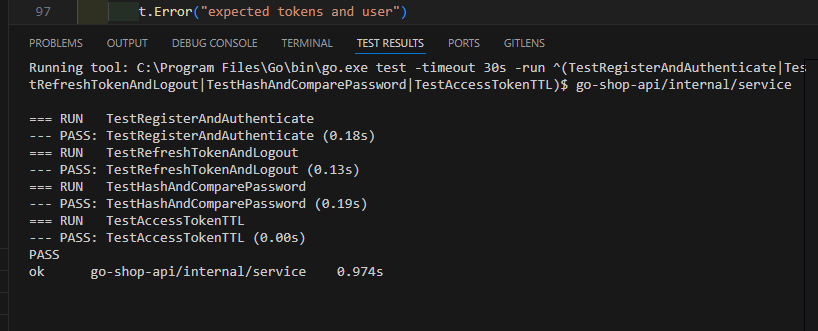 97 t.Error("expected tokens and user")
PROBLEMS OUTPUT DEBUG CONSOLE TERMINAL TEST RESULTS PORTS GITLENS
Running tool: C:\Program Files\Go\bin\go.exe test -timeout 30s -run ^(TestRegisterAndAuthenticate|Tes
tRefreshTokenAndLogout|TestHashAndComparePassword|TestAccessTokenTTL)$ go-shop-api/internal/service
=== RUN   TestRegisterAndAuthenticate
--- PASS: TestRegisterAndAuthenticate (0.18s)
=== RUN   TestRefreshTokenAndLogout
--- PASS: TestRefreshTokenAndLogout (0.13s)
=== RUN   TestHashAndComparePassword
--- PASS: TestHashAndComparePassword (0.19s)
=== RUN   TestAccessTokenTTL
--- PASS: TestAccessTokenTTL (0.00s)
PASS
ok      go-shop-api/internal/service    0.974s